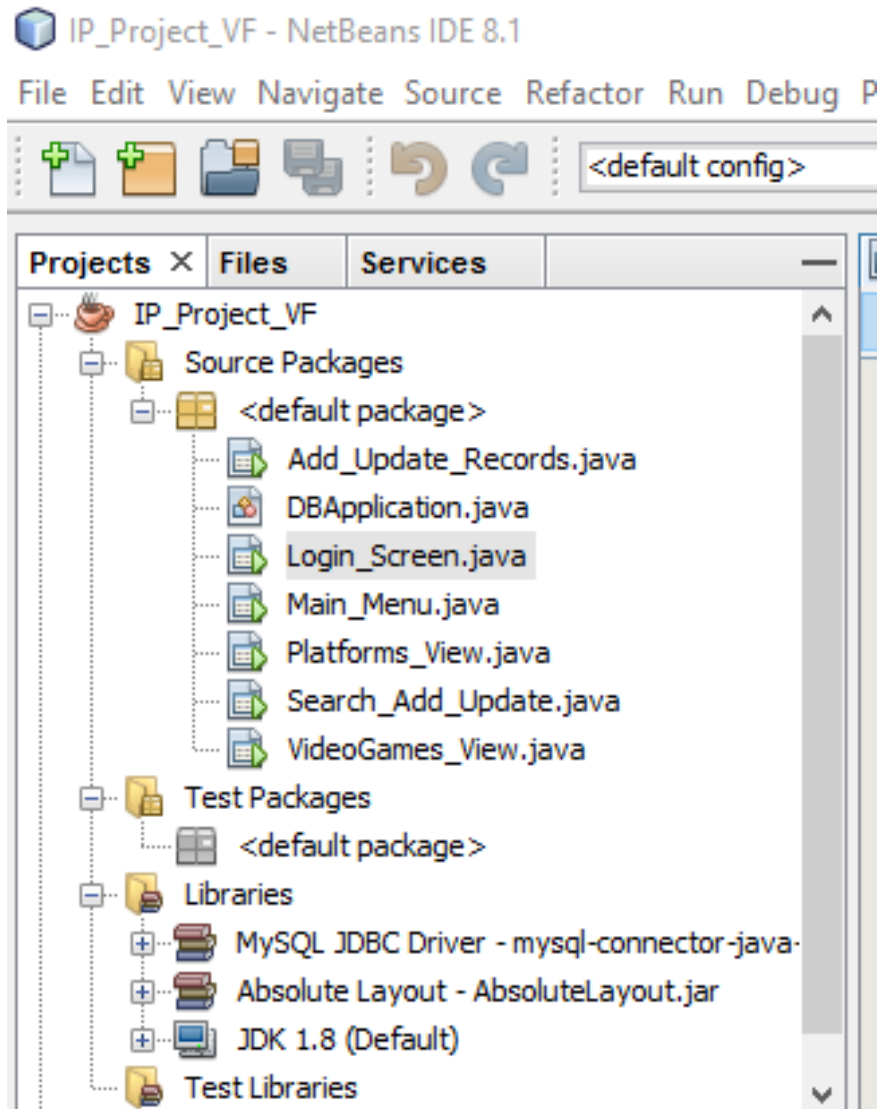 IP_Project_VF - NetBeans IDE 8.1
File Edit View Navigate Source Refactor Run Debug P
<default config>
Projects Files Services
IP_Project_VF
Source Packages
<default package>
Add_Update_Records.java
DBApplication.java
Login_Screen.java
Main_Menu.java
Platforms_View.java
Search_Add_Update.java
VideoGames_View.java
Test Packages
<default package>
Libraries
MySQL JDBC Driver - mysql-connector-java-
Absolute Layout - AbsoluteLayout.jar
JDK 1.8 (Default)
Test Libraries